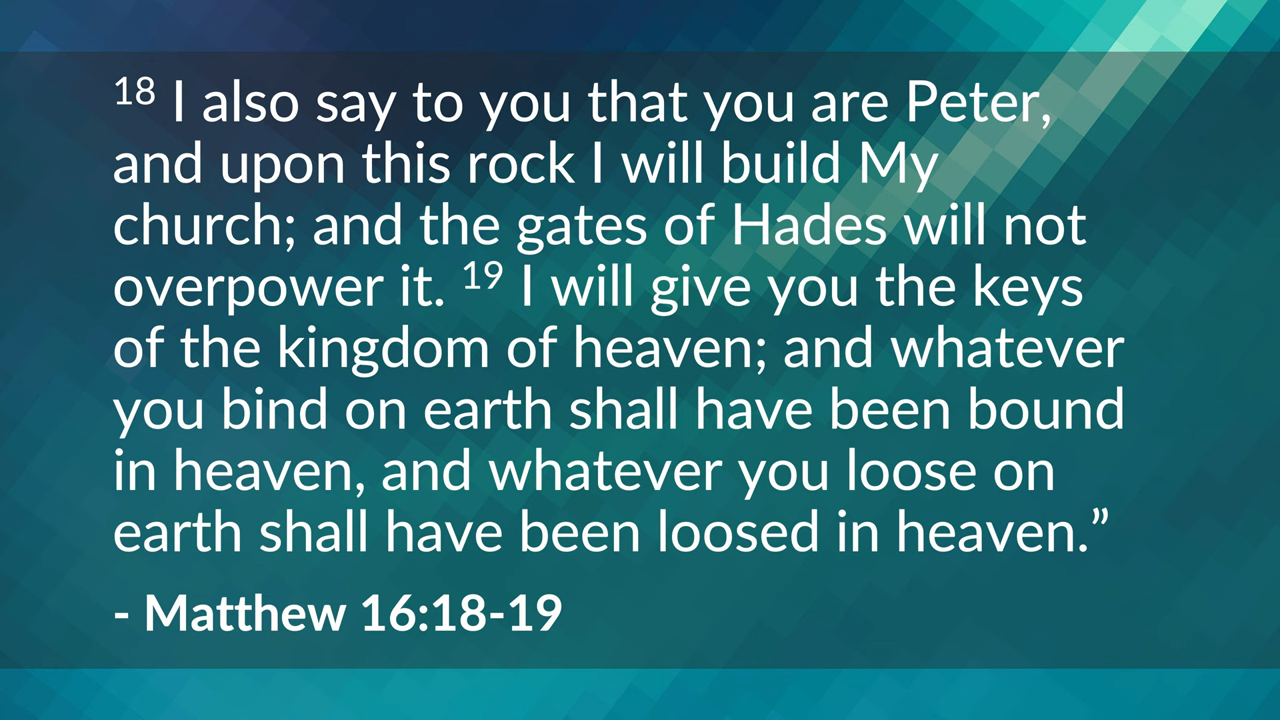 18 I also say to you that you are Peter,
and upon this rock I will build My
church; and the gates of Hades will not
overpower it. 19 I will give you the keys
of the kingdom of heaven; and whatever
you bind on earth shall have been bound
in heaven, and whatever you loose on
earth shall have been loosed in heaven.”
- Matthew 16:18-19